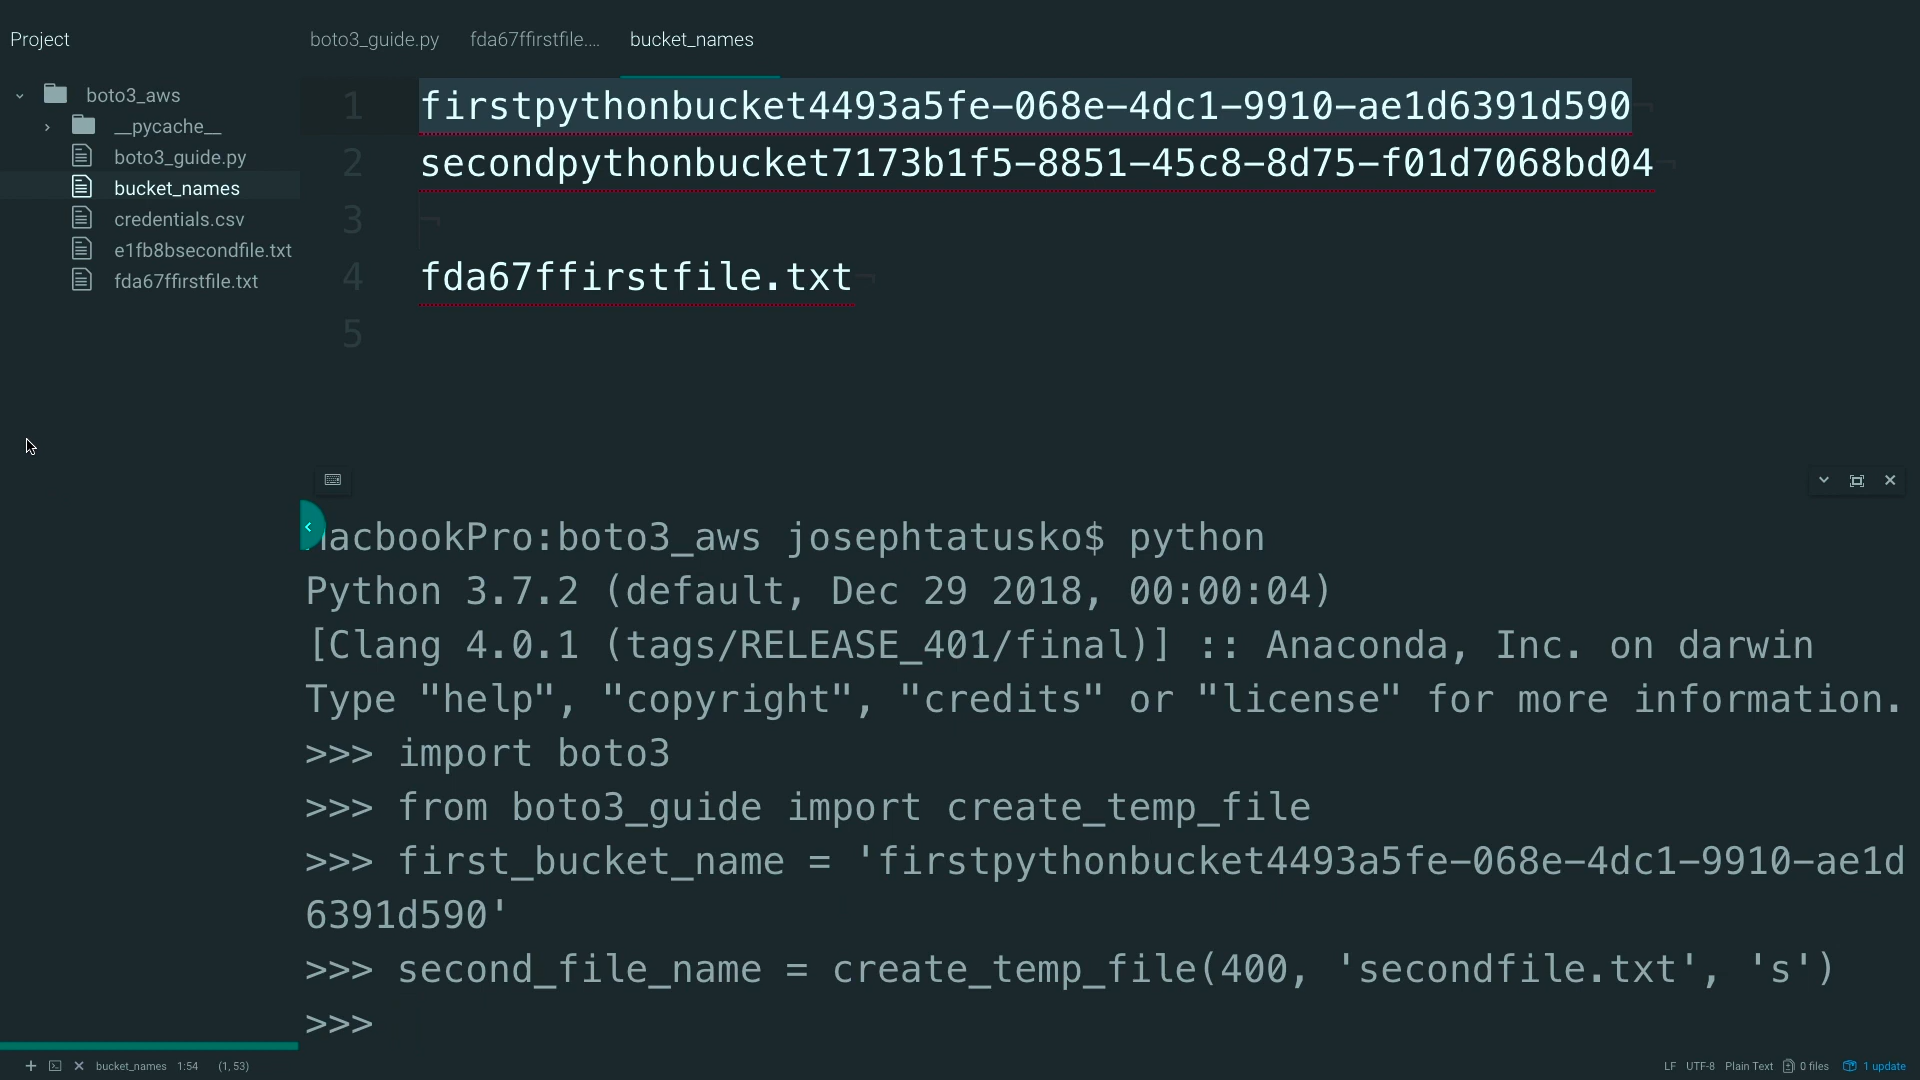 Project
boto3_guide.py
fda67ffirstfile....
bucket_names
boto3_aws
__pycache__
boto3_guide.py
bucket_names
credentials.csv
e1fb8bsecondfile.txt
fda67ffirstfile.txt
1 firstpythonbucket4493a5fe-068e-4dc1-9910-ae1d6391d590
2 secondpythonbucket7173b1f5-8851-45c8-8d75-f01d7068bd04
3
4 fda67ffirstfile.txt
5
MacbookPro:boto3_aws josephtatusko$ python
Python 3.7.2 (default, Dec 29 2018, 00:00:04)
[Clang 4.0.1 (tags/RELEASE_401/final)] :: Anaconda, Inc. on darwin
Type "help", "copyright", "credits" or "license" for more information.
>>> import boto3
>>> from boto3_guide import create_temp_file
>>> first_bucket_name = 'firstpythonbucket4493a5fe-068e-4dc1-9910-ae1d
6391d590'
>>> second_file_name = create_temp_file(400, 'secondfile.txt', 's')
>>>
bucket_names 1:54 (1, 53)
LF UTF-8 Plain Text 0 files 1 update